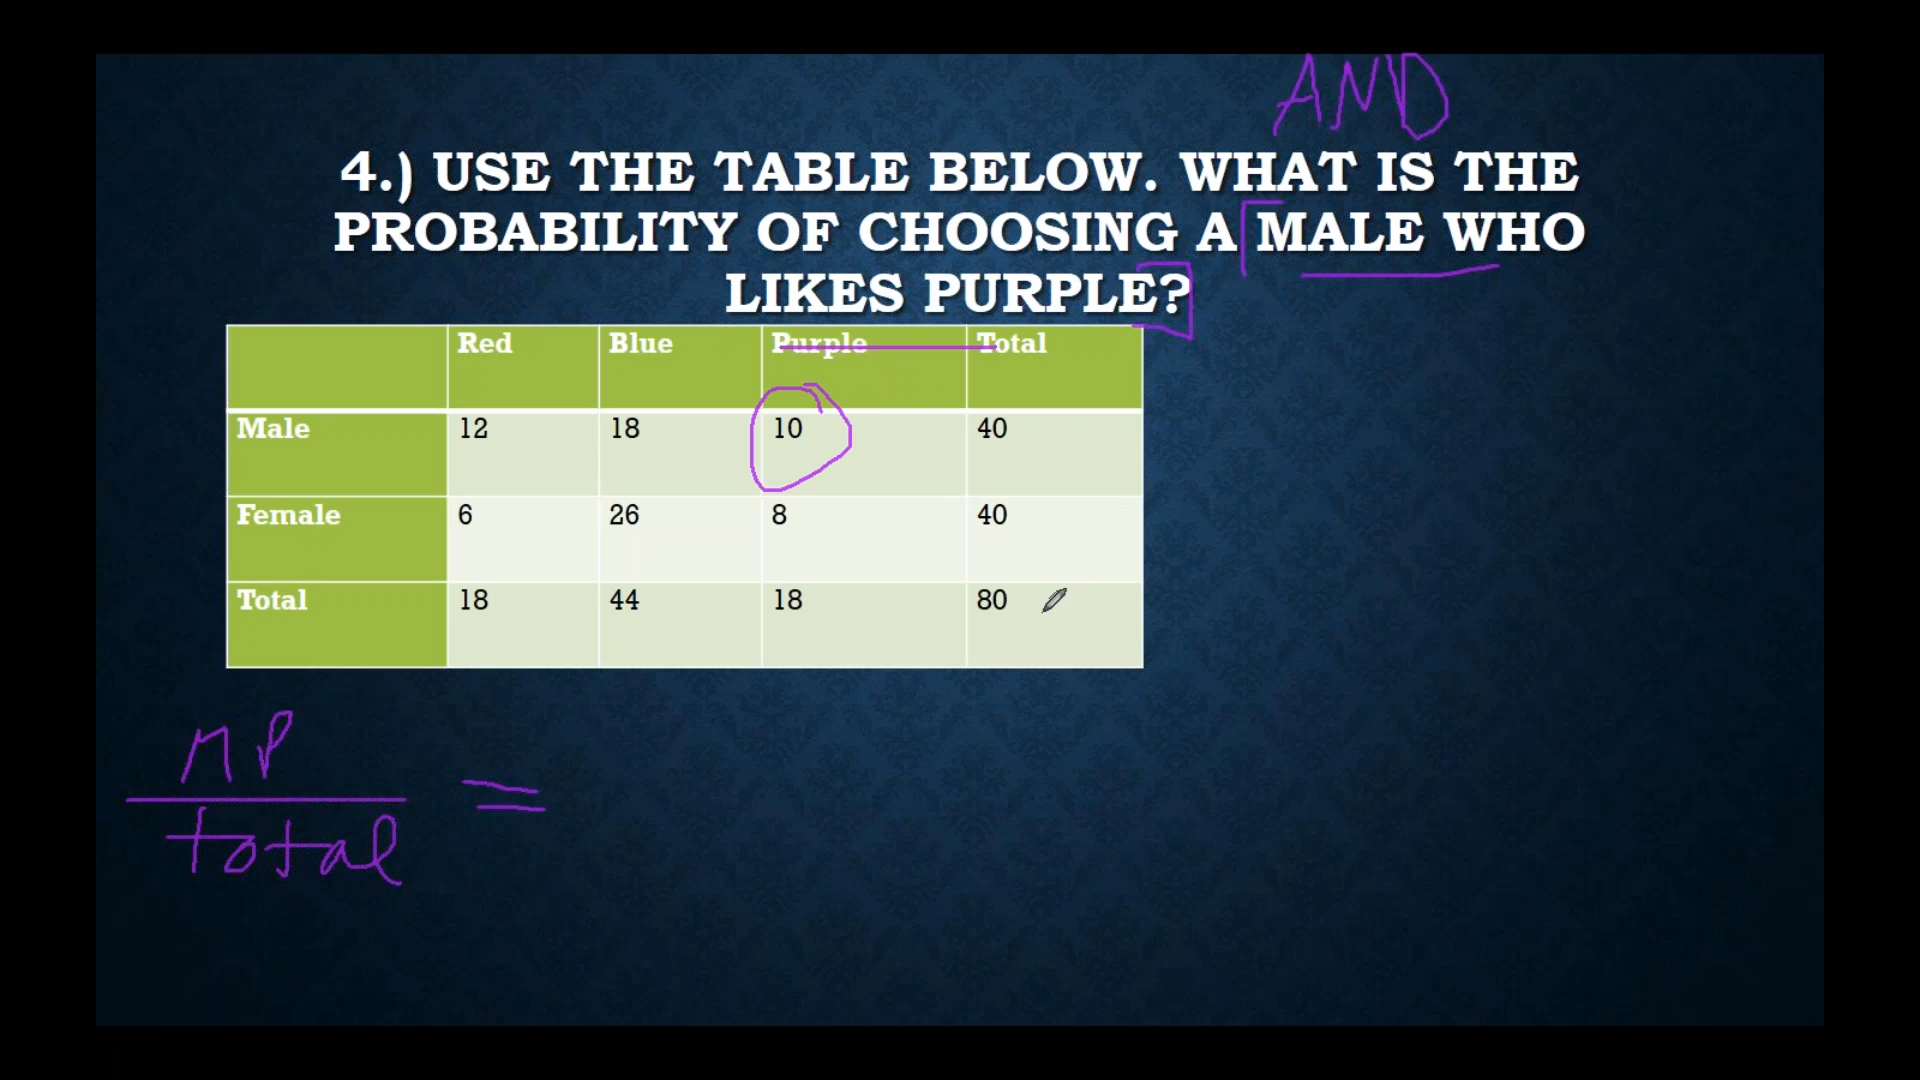 AND
4.) USE THE TABLE BELOW. WHAT IS THE
PROBABILITY OF CHOOSING A MALE WHO
LIKES PURPLE?
Red Blue Purple Total
Male 12 18 10 40
Female 6 26 8 40
Total 18 44 18 80
MP
total =